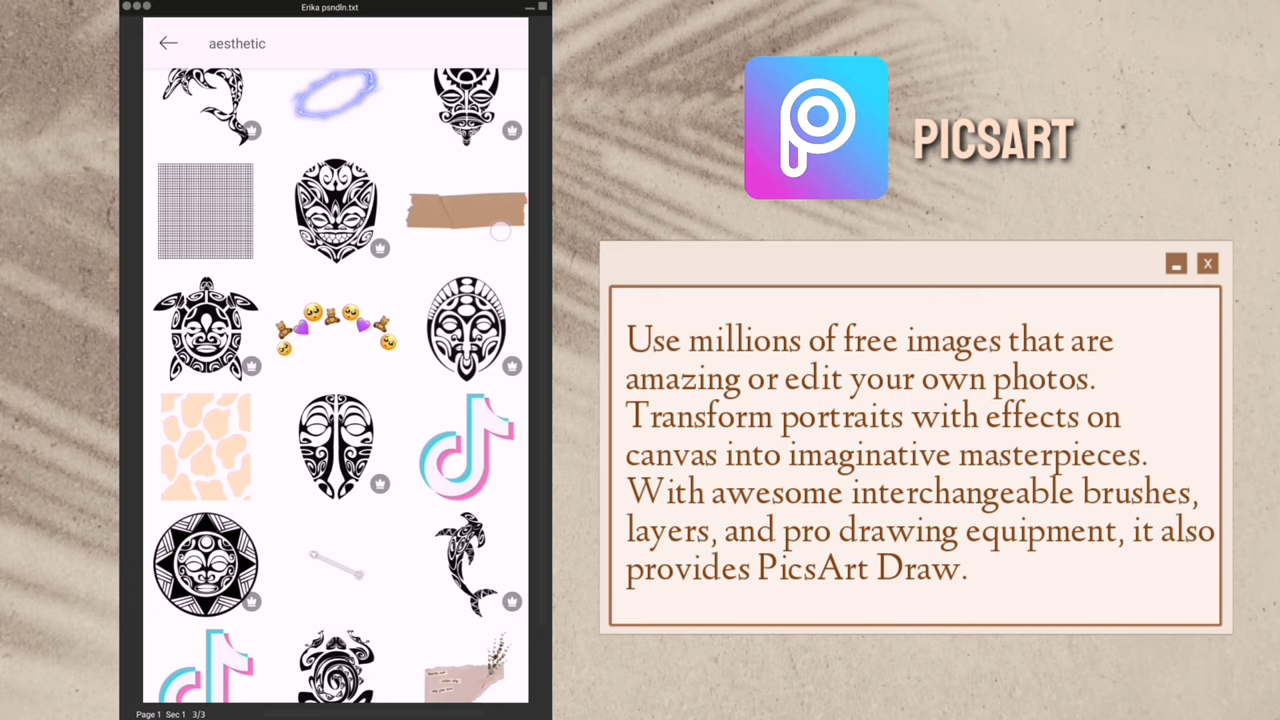 Erika psndln.txt
aesthetic
PICSART
x
Use millions of free images that are
amazing or edit your own photos.
Transform portraits with effects on
canvas into imaginative masterpieces.
With awesome interchangeable brushes,
layers, and pro drawing equipment, it also
provides PicsArt Draw.
Page 1 Sec 1 3/3